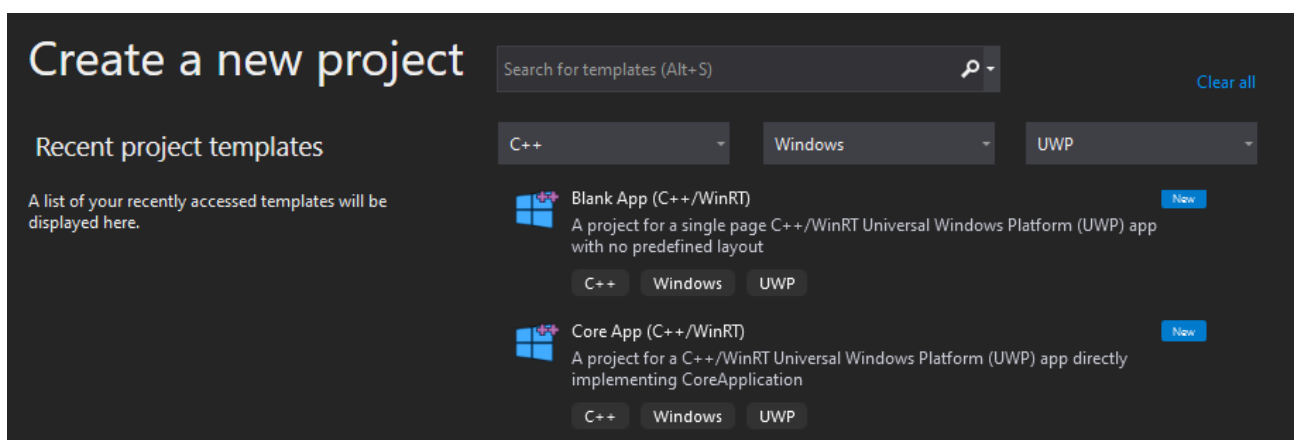 Create a new project
Search for templates (Alt+S)
Clear all
Recent project templates
C++
Windows
UWP
A list of your recently accessed templates will be
displayed here.
Blank App (C++/WinRT)
New
A project for a single page C++/WinRT Universal Windows Platform (UWP) app
with no predefined layout
C++
Windows
UWP
Core App (C++/WinRT)
New
A project for a C++/WinRT Universal Windows Platform (UWP) app directly
implementing CoreApplication
C++
Windows
UWP